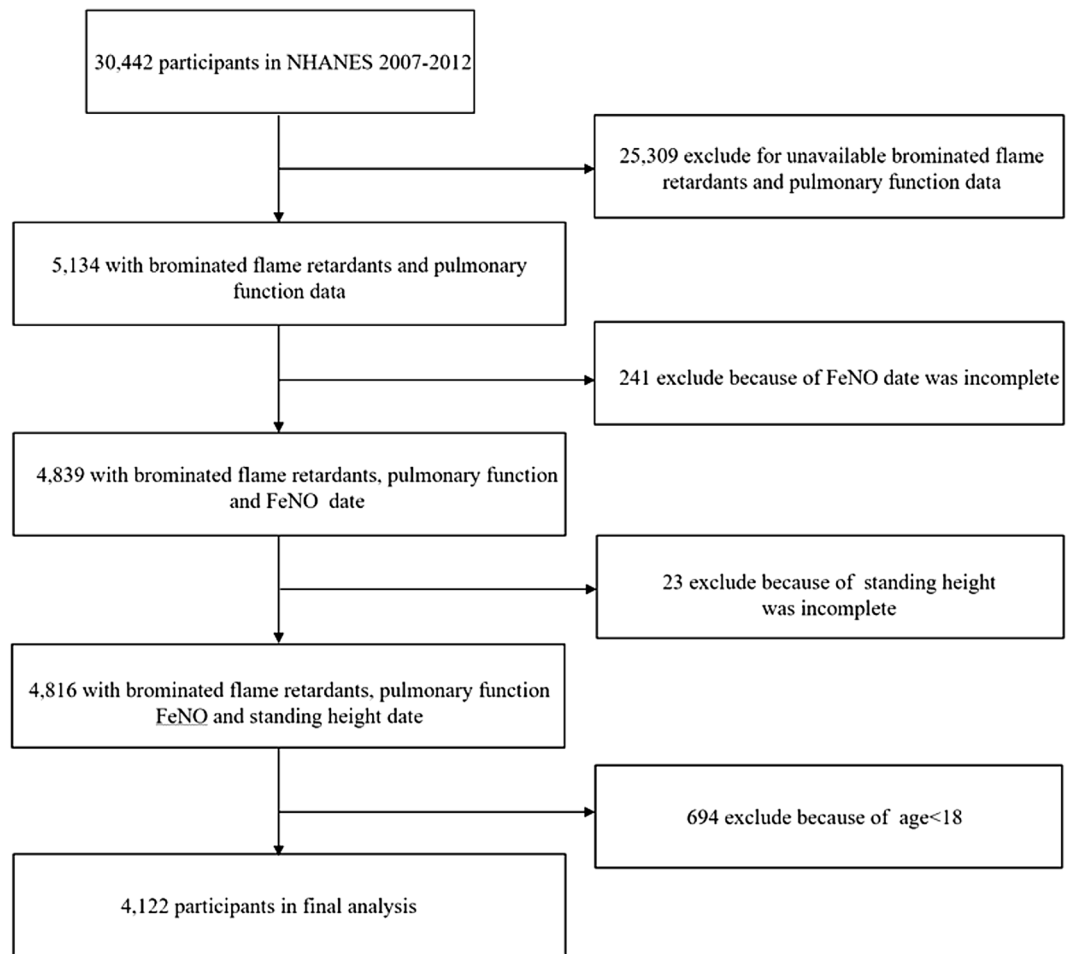 30,442 participants in NHANES 2007-2012
25,309 exclude for unavailable brominated flame
retardants and pulmonary function data
5,134 with brominated flame retardants and pulmonary
function data
241 exclude because of FeNO date was incomplete
4,839 with brominated flame retardants, pulmonary function
and FeNO date
23 exclude because of standing height
was incomplete
4,816 with brominated flame retardants, pulmonary function
FeNO and standing height date
694 exclude because of age<18
4,122 participants in final analysis